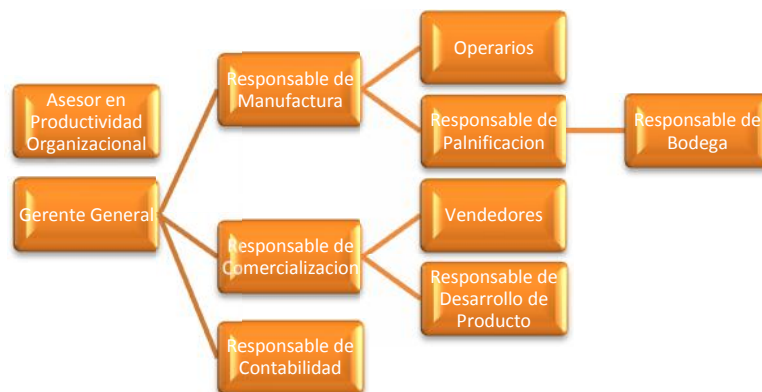 Asesor en
Productividad
Organizacional
Gerente General
Responsable de
Manufactura
Responsable de
Comercializacion
Responsable de
Contabilidad
Operarios
Responsable de
Palnificacion
Vendedores
Responsable de
Desarrollo de
Producto
Responsable de
Bodega